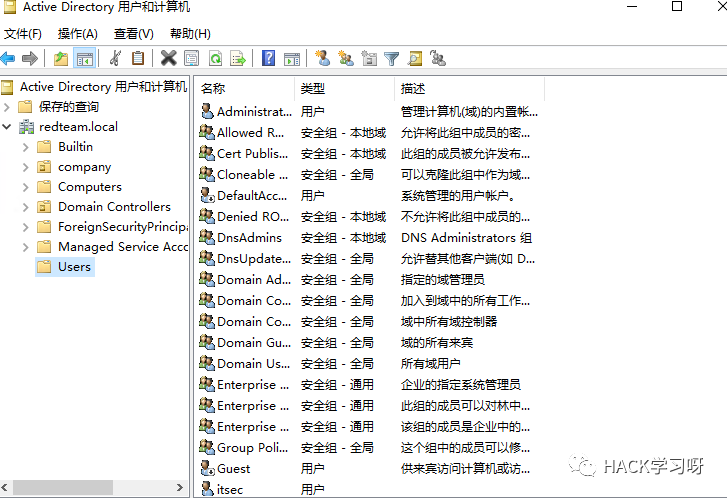 Active Directory 用户和计算机
文件(F) 操作(A) 查看(V) 帮助(H)
Active Directory 用户和计算机
保存的查询
redteam.local
Builtin
company
Computers
Domain Controllers
ForeignSecurityPrincipa
Managed Service Acco
Users
名称 类型 描述
Administrat... 用户 管理计算机(域)的内置帐...
Allowed R... 安全组 - 本地域 允许将此组中成员的密...
Cert Publis... 安全组 - 本地域 此组的成员被允许发布...
Cloneable ... 安全组 - 全局 可以克隆此组中作为域...
DefaultAcc... 用户 系统管理的用户帐户。
Denied RO... 安全组 - 本地域 不允许将此组中成员的...
DnsAdmins 安全组 - 本地域 DNS Administrators 组
DnsUpdate... 安全组 - 全局 允许替其他客户端(如 D...
Domain Ad... 安全组 - 全局 指定的域管理员
Domain Co... 安全组 - 全局 加入到域中的所有工作...
Domain Co... 安全组 - 全局 域中所有域控制器
Domain Gu... 安全组 - 全局 域的所有来宾
Domain Us... 安全组 - 全局 所有域用户
Enterprise ... 安全组 - 通用 企业的指定系统管理员
Enterprise ... 安全组 - 通用 此组的成员可以对林中...
Enterprise ... 安全组 - 通用 该组的成员是企业中的...
Group Poli... 安全组 - 全局 这个组中的成员可以修...
Guest 用户 供来宾访问计算机或访...
itsec 用户
HACK学习呀